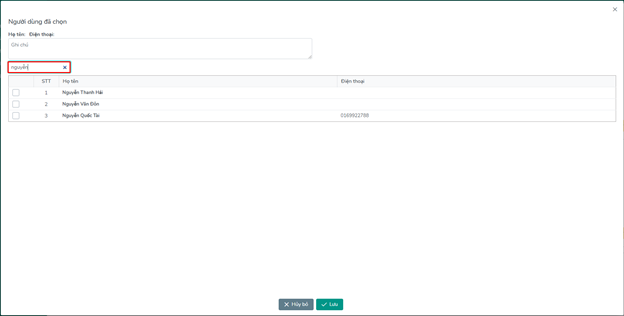 Người dùng đã chọn
Họ tên: Điện thoại:
Ghi chú
nguyễn
STT Họ tên Điện thoại
1 Nguyễn Thanh Hải
2 Nguyễn Văn Đôn
3 Nguyễn Quốc Tài 0169922788
Hủy bỏ Lưu